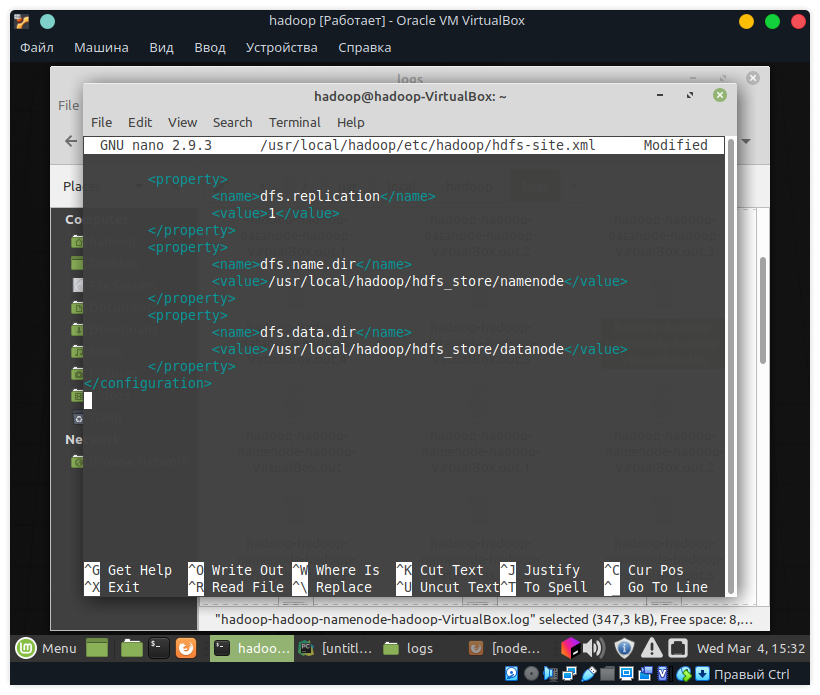 hadoop [Работает] - Oracle VM VirtualBox
Файл Машина Вид Ввод Устройства Справка
logs
File
hadoop@hadoop-VirtualBox: ~
File Edit View Search Terminal Help
GNU nano 2.9.3 /usr/local/hadoop/etc/hadoop/hdfs-site.xml Modified
<property>
<name>dfs.replication</name>
<value>1</value>
</property>
<property>
<name>dfs.name.dir</name>
<value>/usr/local/hadoop/hdfs_store/namenode</value>
</property>
<property>
<name>dfs.data.dir</name>
<value>/usr/local/hadoop/hdfs_store/datanode</value>
</property>
</configuration>
^G Get Help ^O Write Out ^W Where Is ^K Cut Text ^J Justify ^C Cur Pos
^X Exit ^R Read File ^\ Replace ^U Uncut Text ^T To Spell ^_ Go To Line
"hadoop-hadoop-namenode-hadoop-VirtualBox.log" selected (347,3 kB), Free space: 8,...
Menu hadoo... [untitl... logs [node... Wed Mar 4, 15:32
Правый Ctrl